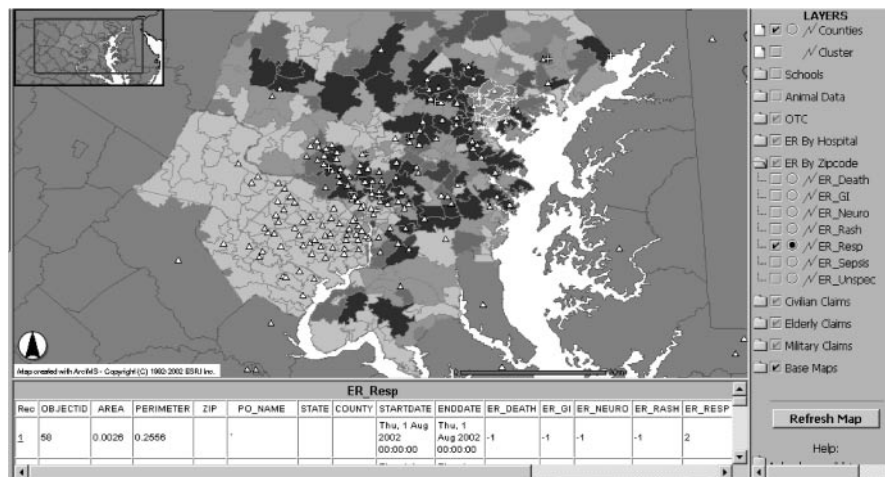 LAYERS
Counties
Cluster
Schools
Animal Data
OTC
ER By Hospital
ER By Zipcode
ER_Death
ER_GI
ER_Neuro
ER_Rash
ER_Resp
ER_Sepsis
ER_Unspec
Civilian Claims
Elderly Claims
Military Claims
Base Maps
Refresh Map
Help:
Map created with ArcIMS - Copyright (C) 1992-2002 ESRI Inc.
ER_Resp
Rec OBJECTID AREA PERIMETER ZIP PO_NAME STATE COUNTY STARTDATE ENDDATE ER_DEATH ER_GI ER_NEURO ER_RASH ER_RESP
1 58 0.0026 0.2556 ' Thu, 1 Aug 2002 00:00:00 Thu, 1 Aug 2002 00:00:00 -1 -1 -1 -1 2